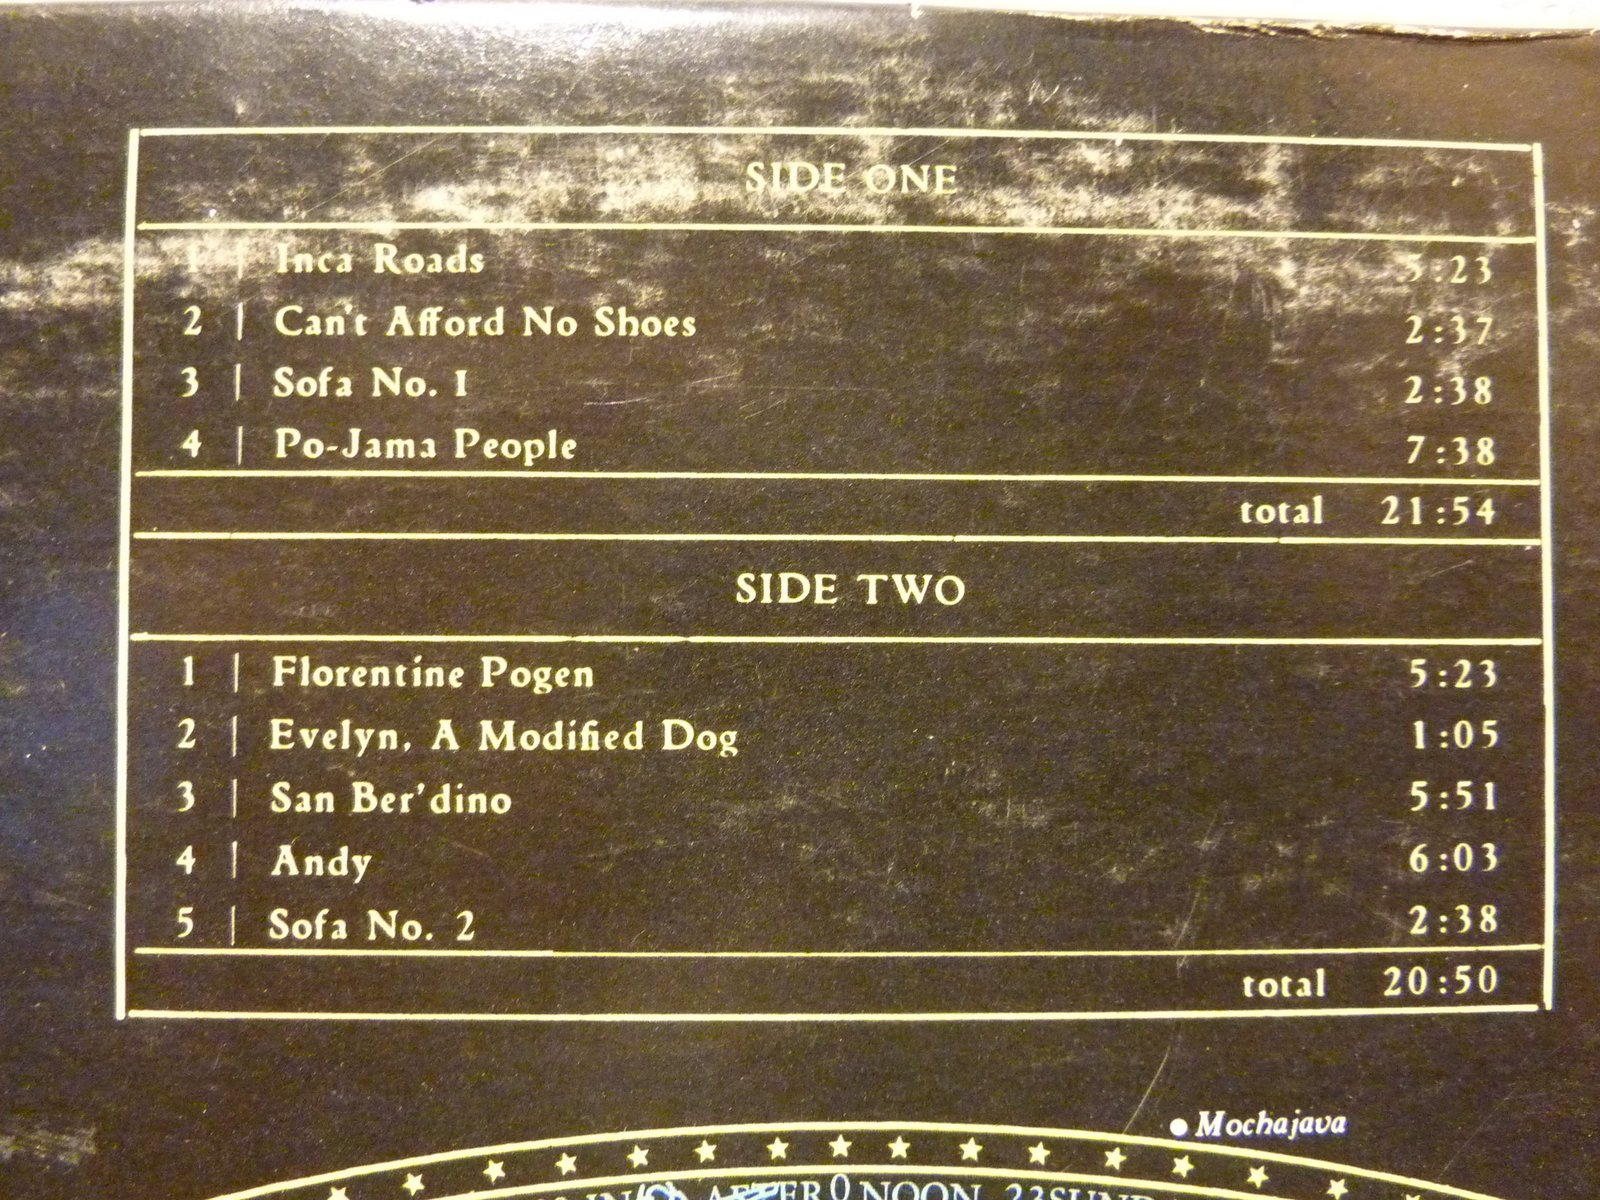 SIDE ONE
1 | Inca Roads 5:23
2 | Can't Afford No Shoes 2:37
3 | Sofa No. 1 2:38
4 | Po-Jama People 7:38
total 21:54
SIDE TWO
1 | Florentine Pogen 5:23
2 | Evelyn, A Modified Dog 1:05
3 | San Ber'dino 5:51
4 | Andy 6:03
5 | Sofa No. 2 2:38
total 20:50
• Mochajava
NOON